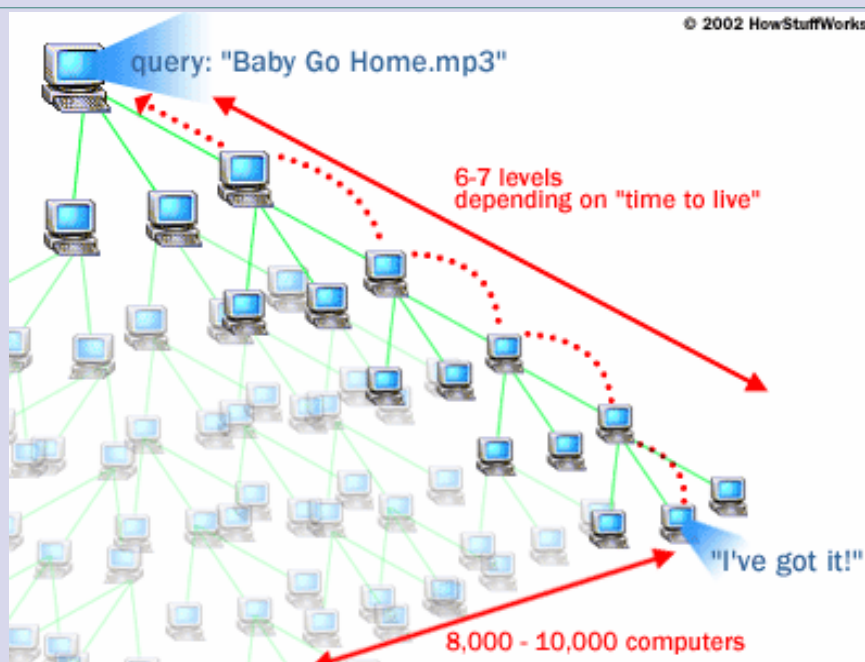 © 2002 HowStuffWorks
query: "Baby Go Home.mp3"
6-7 levels
depending on "time to live"
"I've got it!"
8,000 - 10,000 computers